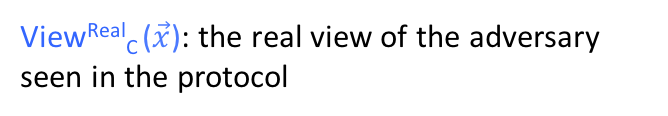 View^Real_C(x⃗): the real view of the adversary
seen in the protocol